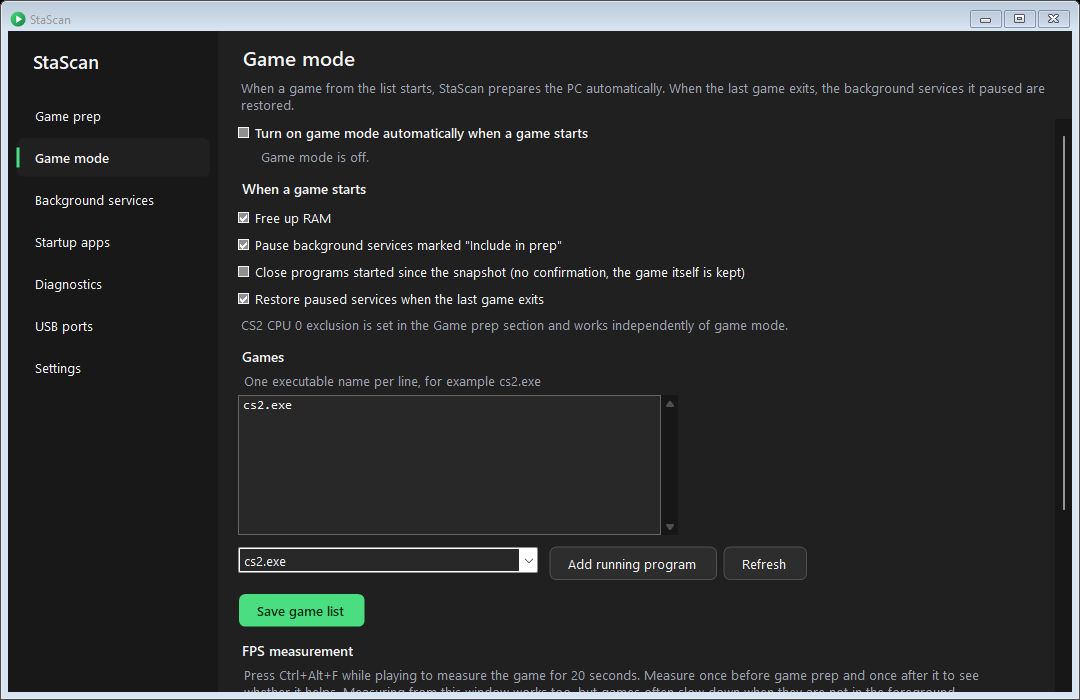 StaScan
StaScan
Game prep
Game mode
Background services
Startup apps
Diagnostics
USB ports
Settings
Game mode
When a game from the list starts, StaScan prepares the PC automatically. When the last game exits, the background services it paused are
restored.
Turn on game mode automatically when a game starts
Game mode is off.
When a game starts
Free up RAM
Pause background services marked "Include in prep"
Close programs started since the snapshot (no confirmation, the game itself is kept)
Restore paused services when the last game exits
CS2 CPU 0 exclusion is set in the Game prep section and works independently of game mode.
Games
One executable name per line, for example cs2.exe
cs2.exe
cs2.exe
Add running program
Refresh
Save game list
FPS measurement
Press Ctrl+Alt+F while playing to measure the game for 20 seconds. Measure once before game prep and once after it to see
whether it helps. Measuring from this window works too, but games often slow down when they are not in the foreground.